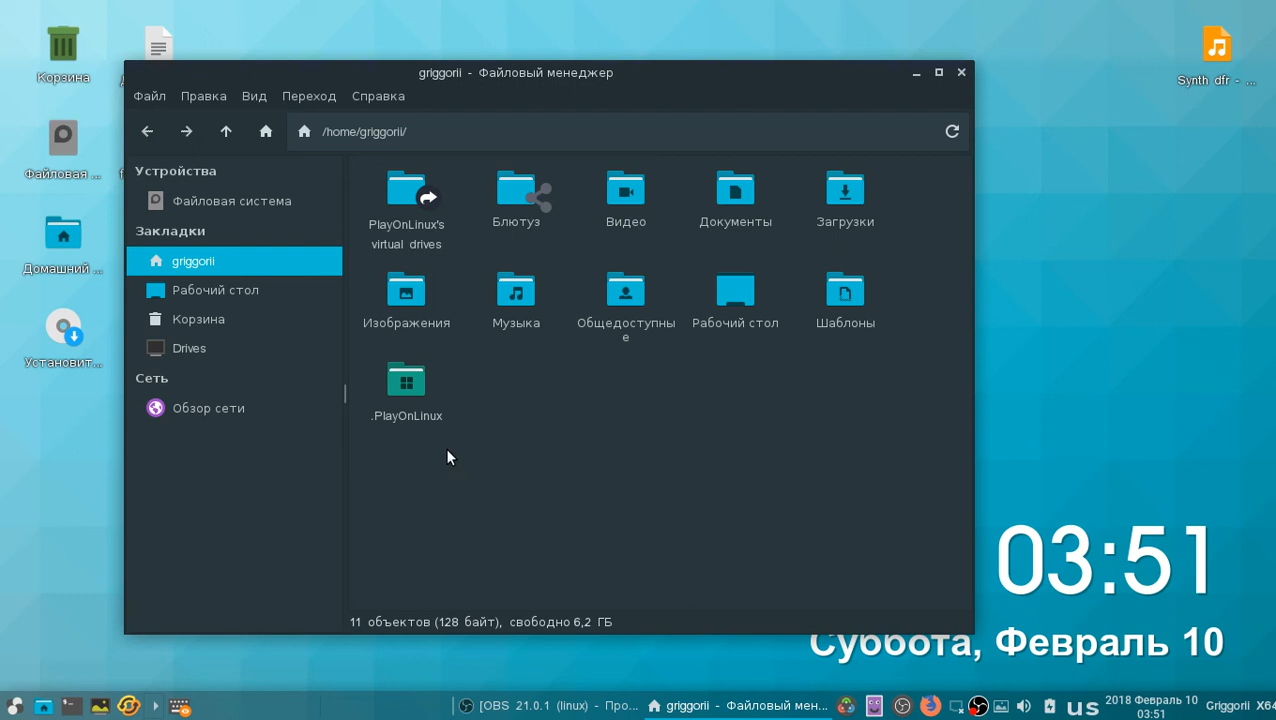 Корзина
Synth dfr - ...
griggorii - Файловый менеджер
Файл Правка Вид Переход Справка
/home/griggorii/
Устройства
Файловая система
Закладки
griggorii
Рабочий стол
Корзина
Drives
Сеть
Обзор сети
PlayOnLinux's
virtual drives
Блютуз
Видео
Документы
Загрузки
Изображения
Музыка
Общедоступны
е
Рабочий стол
Шаблоны
.PlayOnLinux
11 объектов (128 байт), свободно 6,2 ГБ
Файловая ...
Домашний ...
Установит...
03:51
Суббота, Февраль 10
[OBS 21.0.1 (linux) - Про...
griggorii - Файловый мен...
us
2018 Февраль 10
03:51
Griggorii X64